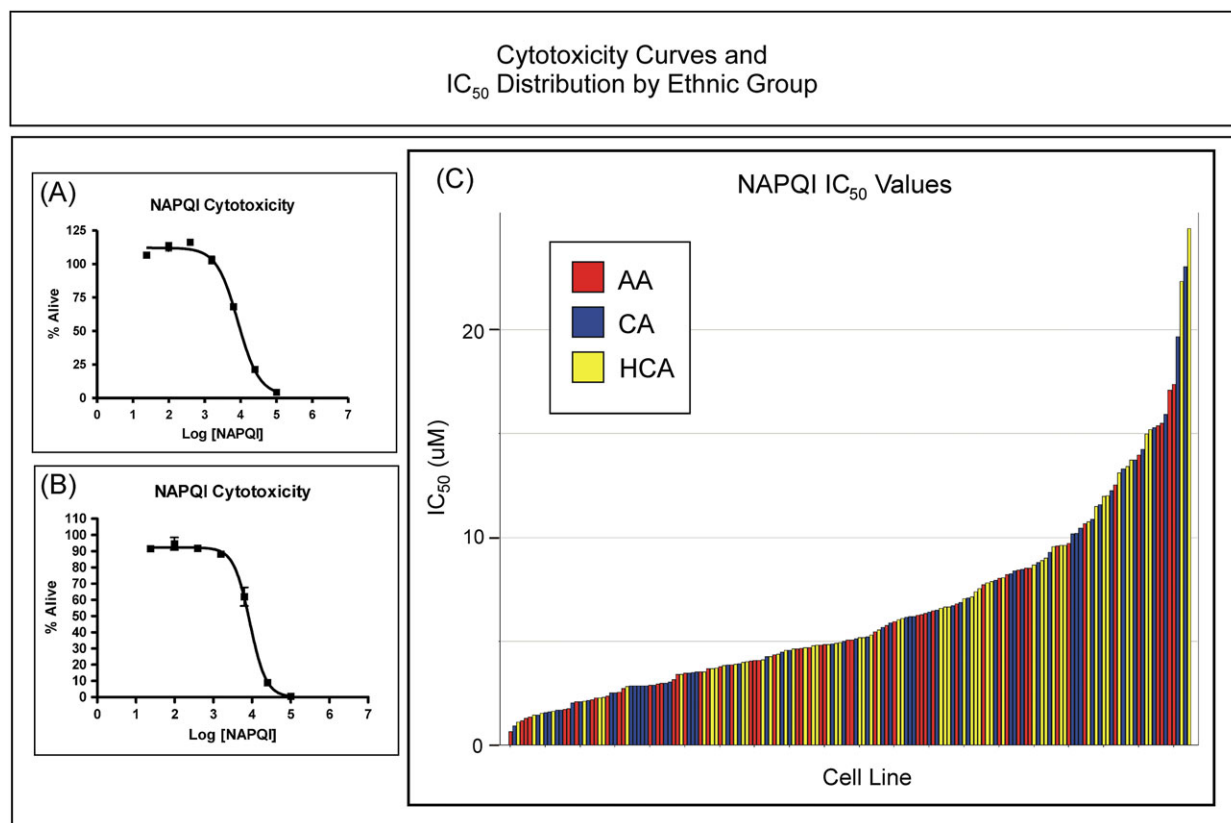 Cytotoxicity Curves and
IC50 Distribution by Ethnic Group
(A)
NAPQI Cytotoxicity
125
100
75
50
25
0
% Alive
0 1 2 3 4 5 6 7
Log [NAPQI]
(B)
NAPQI Cytotoxicity
110
100
90
80
70
60
50
40
30
20
10
0
% Alive
0 1 2 3 4 5 6 7
Log [NAPQI]
(C)
NAPQI IC50 Values
AA
CA
HCA
20
10
0
IC50 (uM)
Cell Line